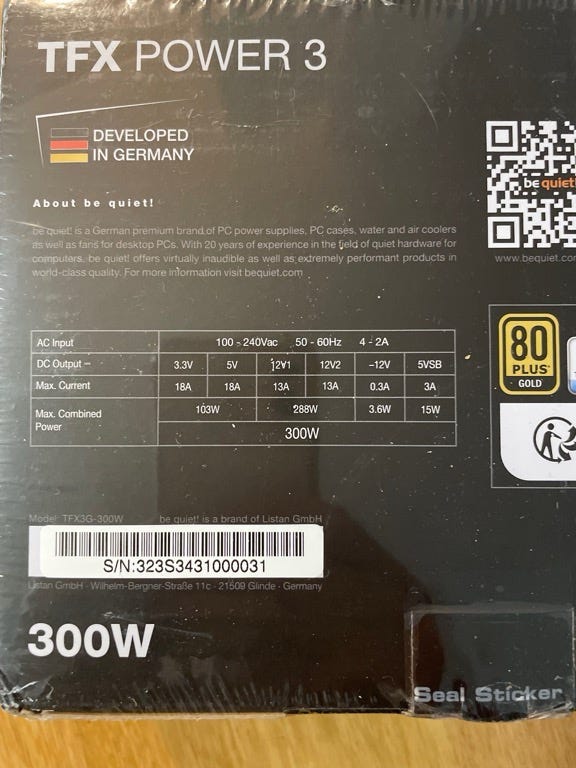 TFX POWER 3
DEVELOPED
IN GERMANY
About be quiet!
be quiet! is a German premium brand of PC power supplies, PC cases, water and air coolers
as well as fans for desktop PCs. With 20 years of experience in the field of quiet hardware for
computers, be quiet! offers virtually inaudible as well as extremely performant products in
world-class quality. For more information visit bequiet.com
be quiet!
www.bequiet.com
AC Input 100 - 240Vac 50 - 60Hz 4 - 2A
DC Output 3.3V 5V 12V1 12V2 –12V 5VSB
Max. Current 18A 18A 13A 13A 0.3A 3A
Max. Combined Power 103W 288W 3.6W 15W
300W
80
PLUS®
GOLD
Model: TFX3G-300W be quiet! is a brand of Listan GmbH
S/N:323S3431000031
Listan GmbH · Wilhelm-Bergner-Straße 11c · 21509 Glinde · Germany
300W
Seal Sticker